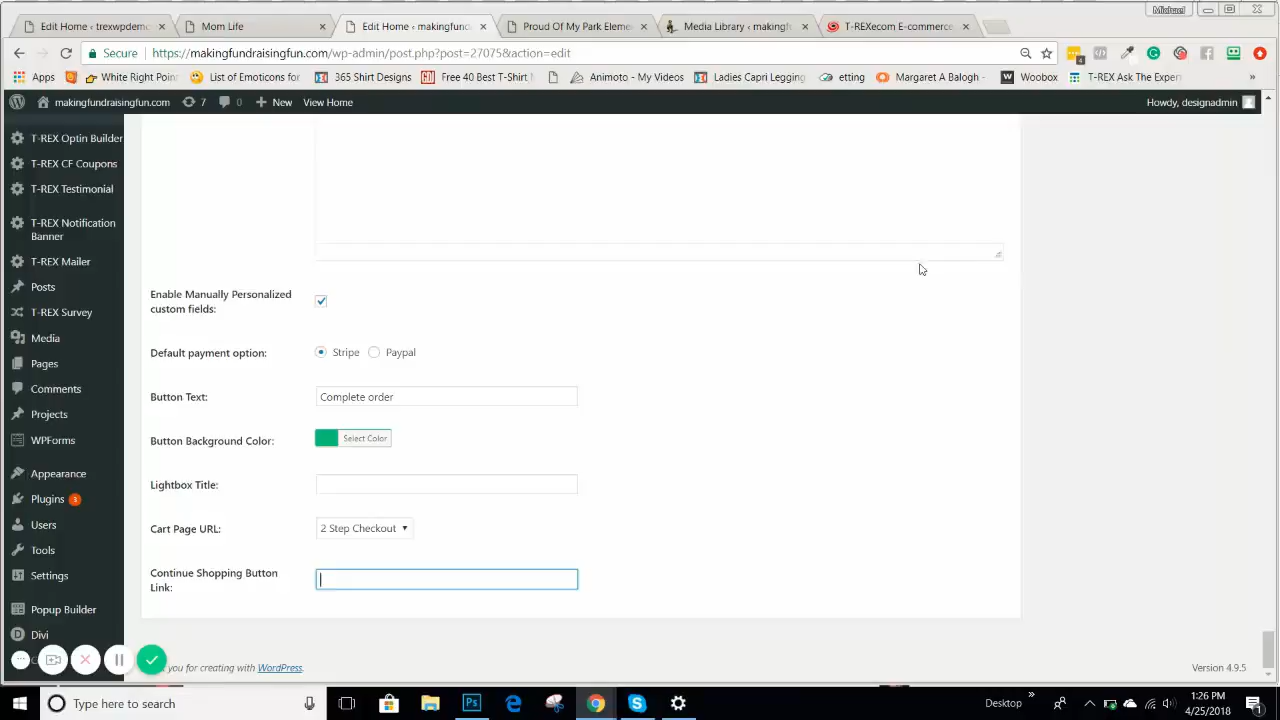 Michael
Edit Home ‹ trexwpdemc
Mom Life
Edit Home ‹ makingfund
Proud Of My Park Eleme
Media Library ‹ makingf
T-REXecom E-commerce
Secure
https://makingfundraisingfun.com/wp-admin/post.php?post=27075&action=edit
Apps
White Right Poin
List of Emoticons for
365 Shirt Designs
Free 40 Best T-Shirt
Animoto - My Videos
Ladies Capri Legging
etting
Margaret A Balogh -
Woobox
T-REX Ask The Exper
»
makingfundraisingfun.com
7
0
New
View Home
Howdy, designadmin
T-REX Optin Builder
T-REX CF Coupons
T-REX Testimonial
T-REX Notification
Banner
T-REX Mailer
Posts
T-REX Survey
Media
Pages
Comments
Projects
WPForms
Appearance
Plugins 3
Users
Tools
Settings
Popup Builder
Divi
Enable Manually Personalized
custom fields:
Default payment option:
Stripe
Paypal
Button Text:
Complete order
Button Background Color:
Select Color
Lightbox Title:
Cart Page URL:
2 Step Checkout
Continue Shopping Button
Link:
you for creating with WordPress.
Version 4.9.5
Type here to search
Desktop
»
1:26 PM
4/25/2018